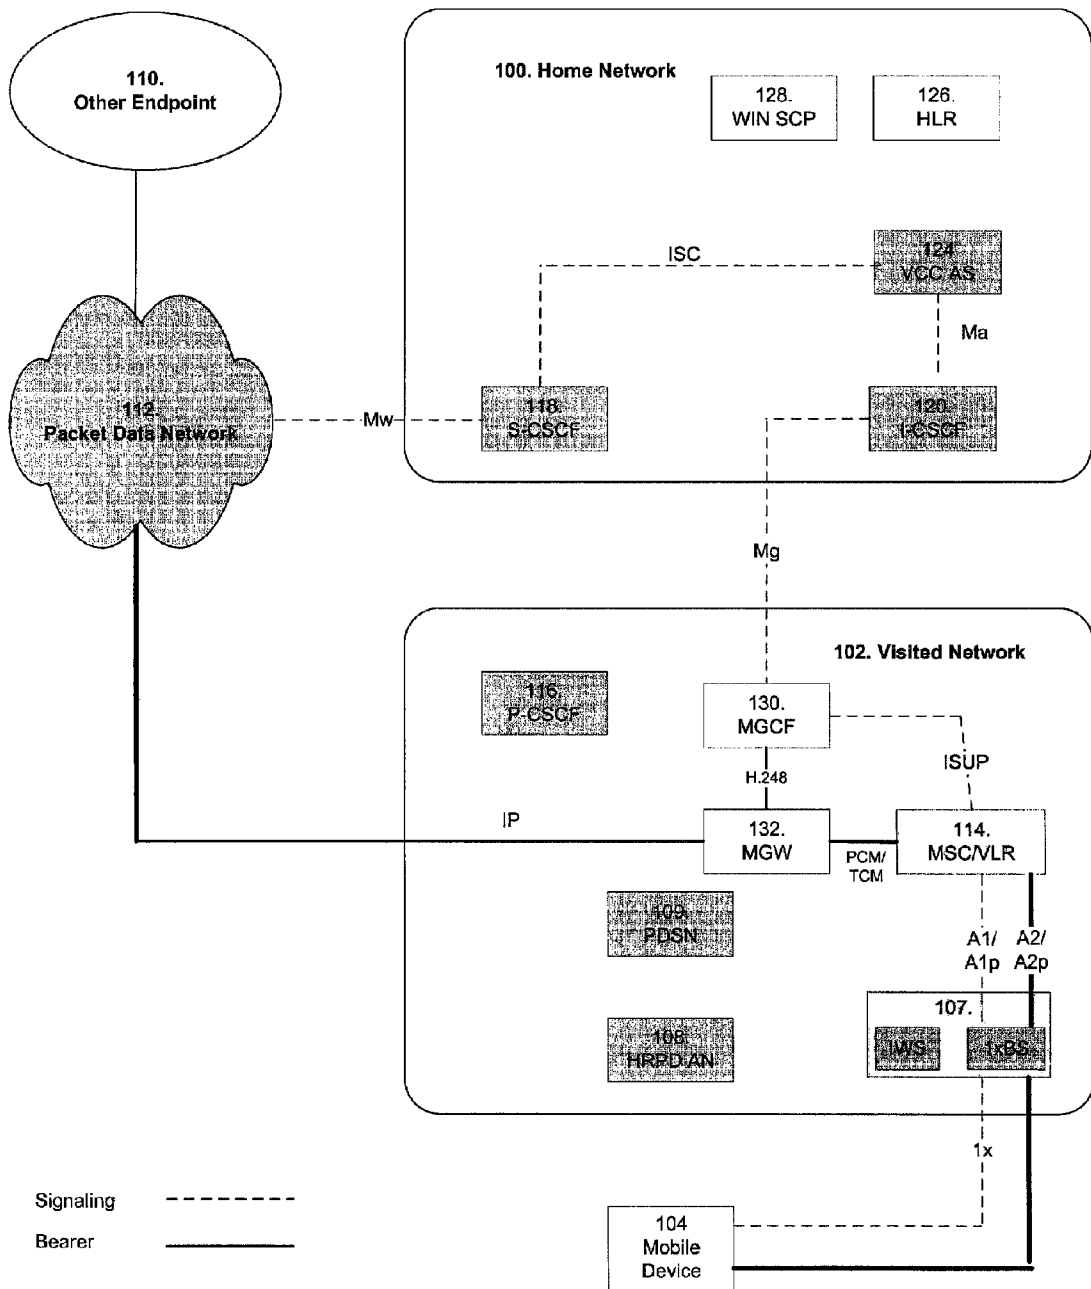 110.
Other Endpoint
100. Home Network
128.
WIN SCP
126.
HLR
124.
VCC AS
ISC
Ma
112.
Packet Data Network
Mw
118.
S-CSCF
120.
I-CSCF
Mg
102. Visited Network
116.
P-CSCF
130.
MGCF
ISUP
H.248
IP
132.
MGW
PCM/
TCM
114.
MSC/VLR
109.
PDSN
A1/
A1p
A2/
A2p
107.
IWS
1xBS
108.
HRPD AN
1x
Signaling
Bearer
104
Mobile
Device